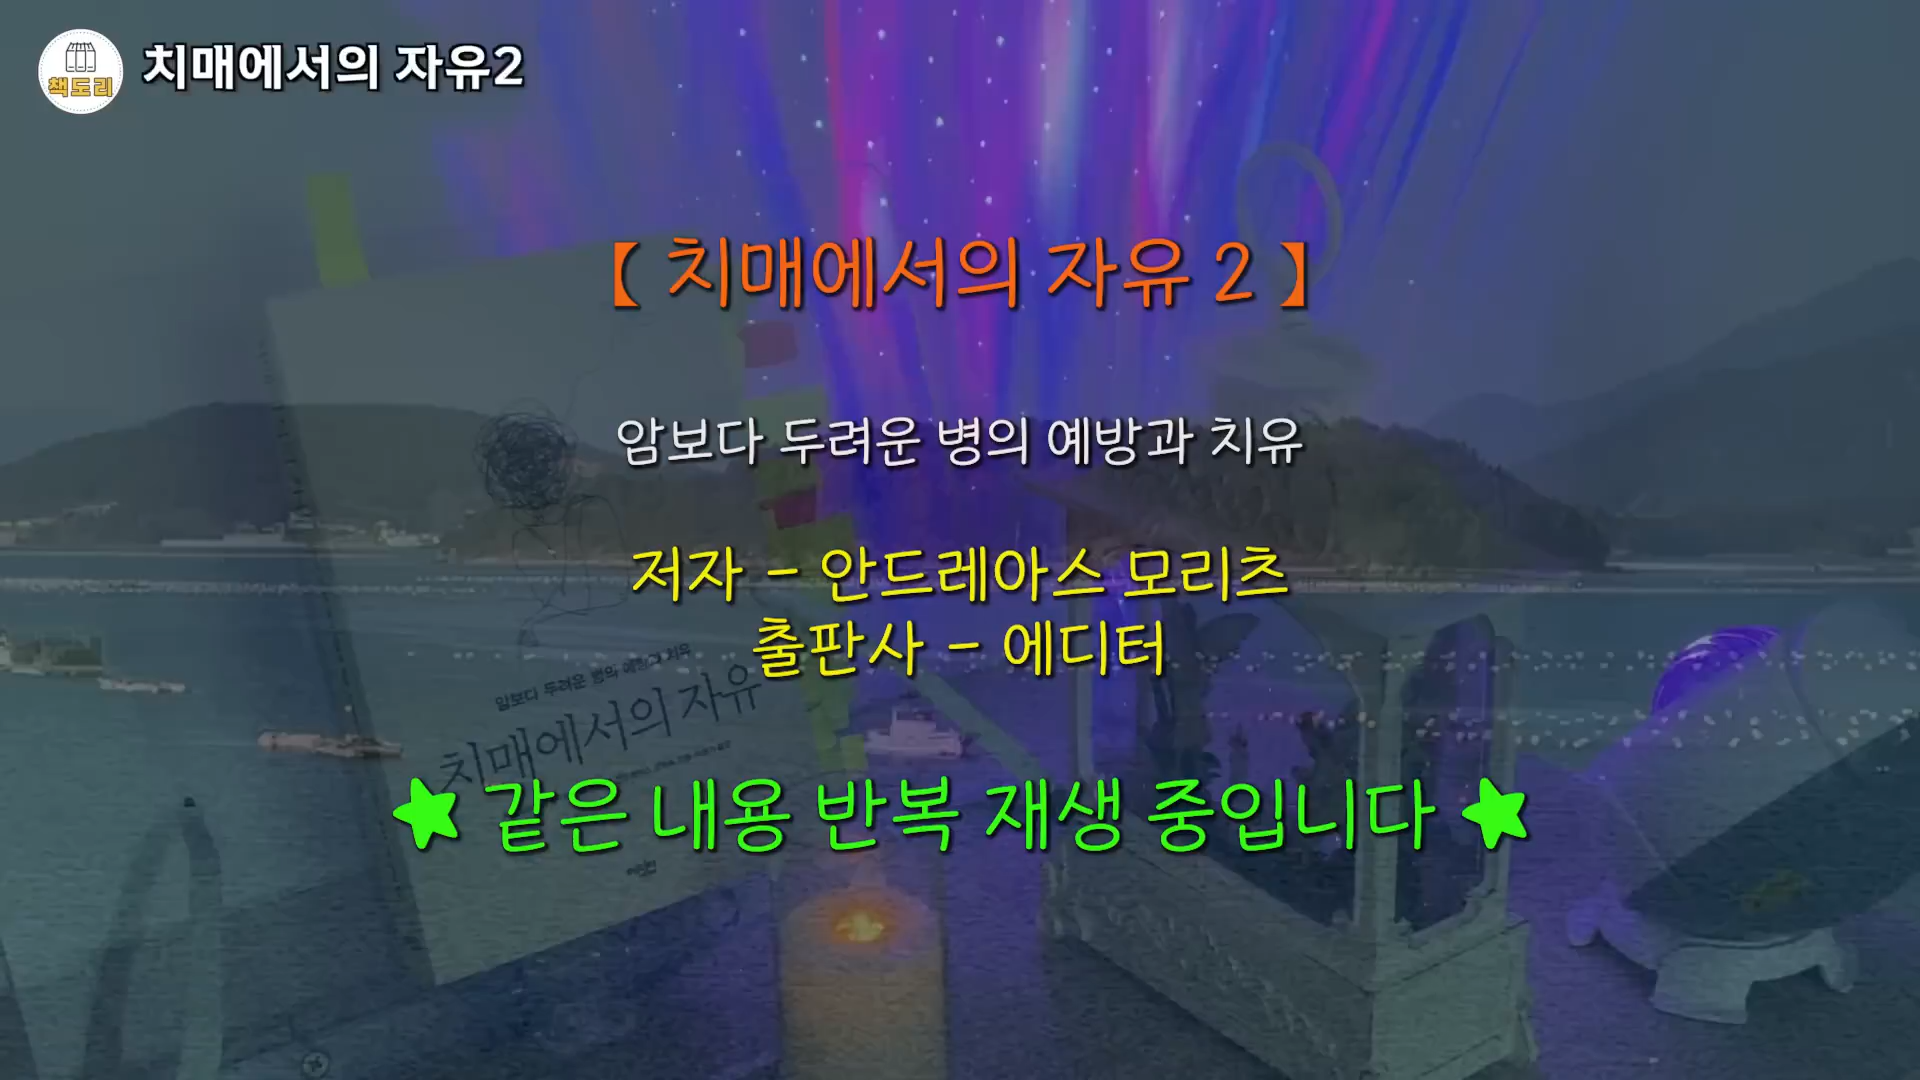 책도리
치매에서의 자유2
【 치매에서의 자유 2 】
암보다 두려운 병의 예방과 치유
저자 - 안드레아스 모리츠
출판사 - 에디터
암보다 두려운 병의 예방과 치유
치매에서의 자유
★ 같은 내용 반복 재생 중입니다 ★